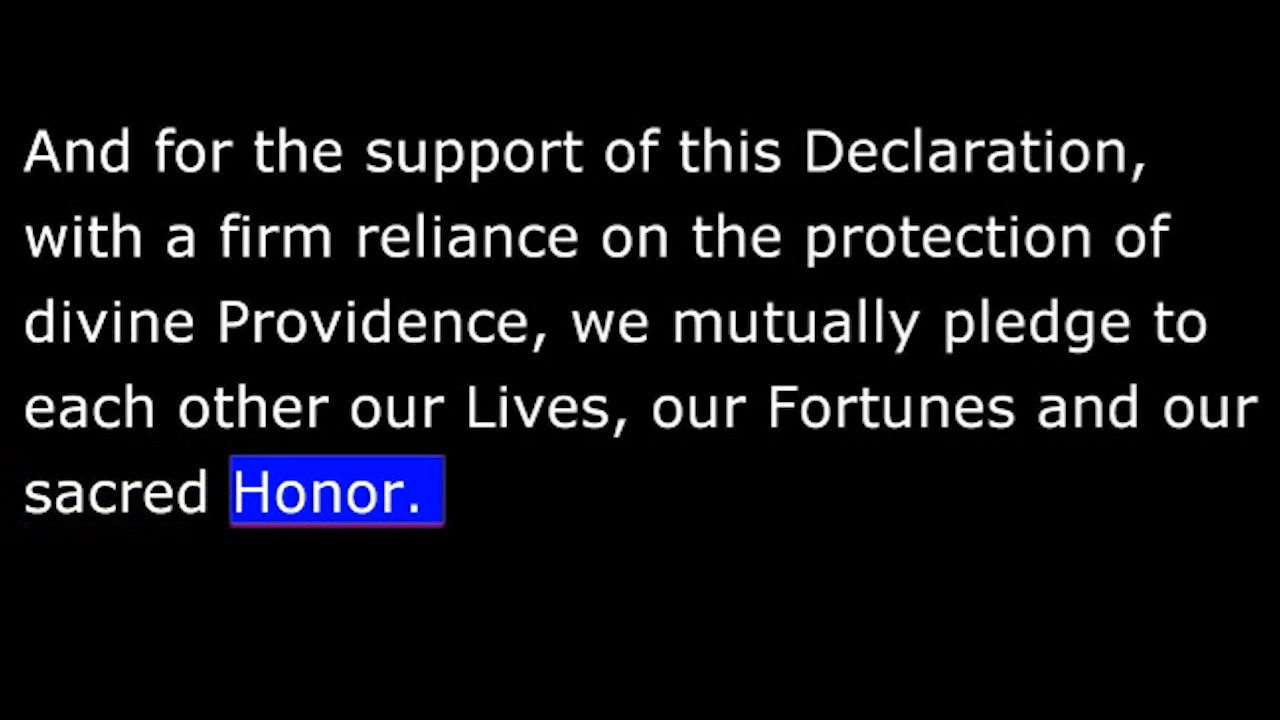 And for the support of this Declaration,
with a firm reliance on the protection of
divine Providence, we mutually pledge to
each other our Lives, our Fortunes and our
sacred Honor.